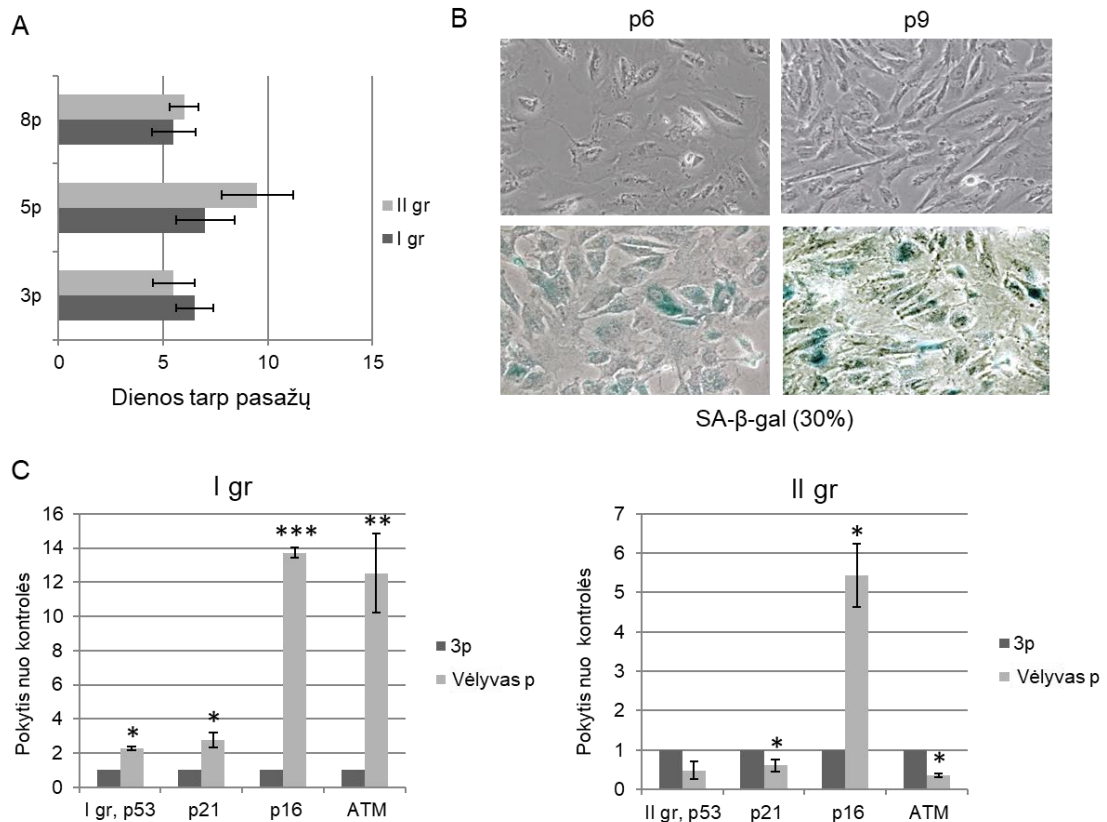 A
8p
5p
3p
0 5 10 15
Dienos tarp pasažų
II gr
I gr
B
p6 p9
SA-β-gal (30%)
C
I gr
Pokytis nuo kontrolės
16
14
12
10
8
6
4
2
0
* * *** **
I gr, p53 p21 p16 ATM
3p
Vėlyvas p
II gr
Pokytis nuo kontrolės
7
6
5
4
3
2
1
0
* * *
II gr, p53 p21 p16 ATM
3p
Vėlyvas p